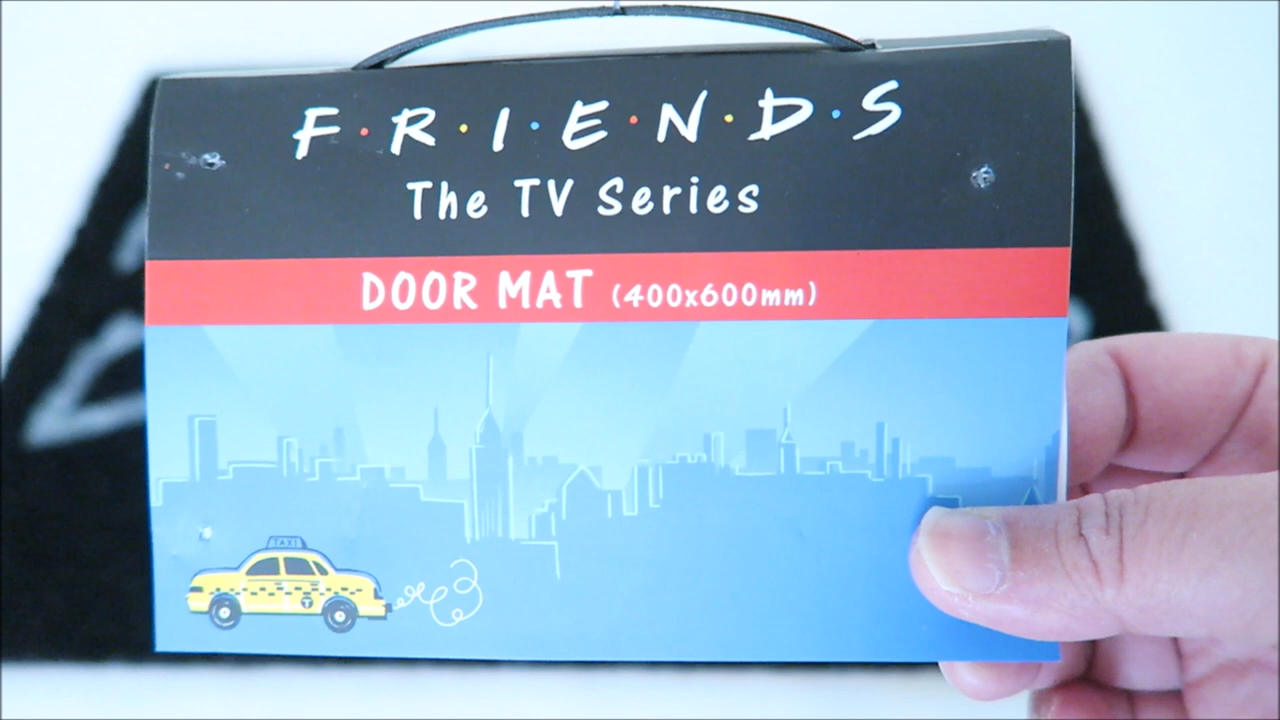 F·R·I·E·N·D·S
The TV Series
DOOR MAT (400x600mm)
TAXI
T